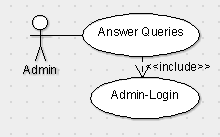 Answer Queries
Admin
<<include>>
Admin-Login